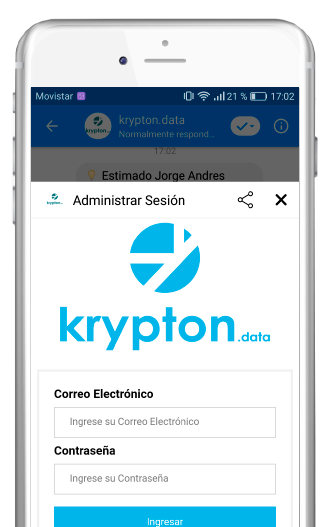 Movistar 21 % 17:02
krypton.data
Normalmente respond...
17:02
Estimado Jorge Andres
Administrar Sesión
krypton.data
Correo Electrónico
Ingrese su Correo Electrónico
Contraseña
Ingrese su Contraseña
Ingresar